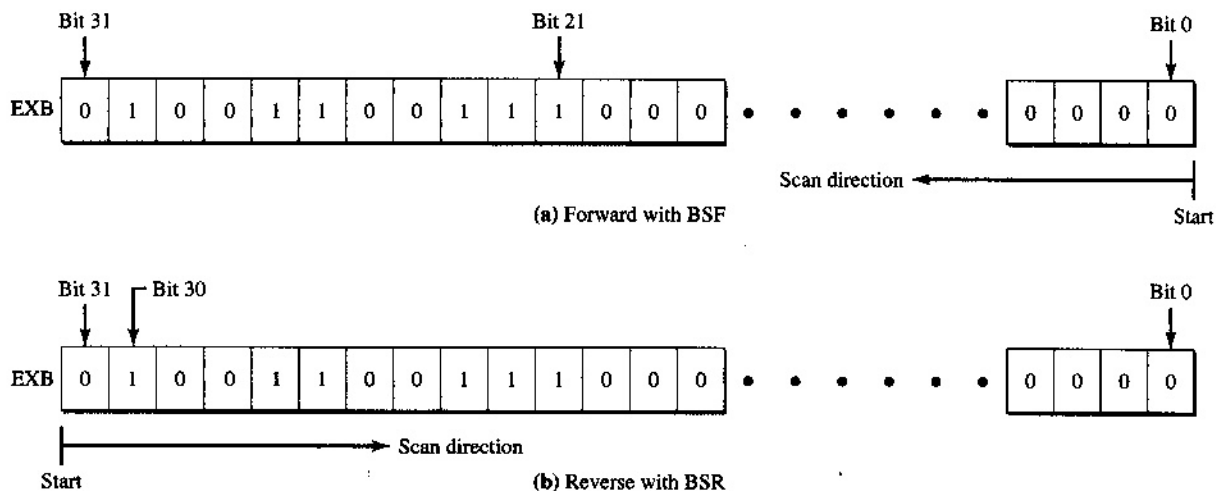 Bit 31 Bit 21 Bit 0
EXB 0 1 0 0 1 1 0 0 1 1 1 0 0 0 • • • • • • 0 0 0 0
Scan direction
(a) Forward with BSF
Start
Bit 31 Bit 30 Bit 0
EXB 0 1 0 0 1 1 0 0 1 1 1 0 0 0 • • • • • • 0 0 0 0
Scan direction
Start
(b) Reverse with BSR